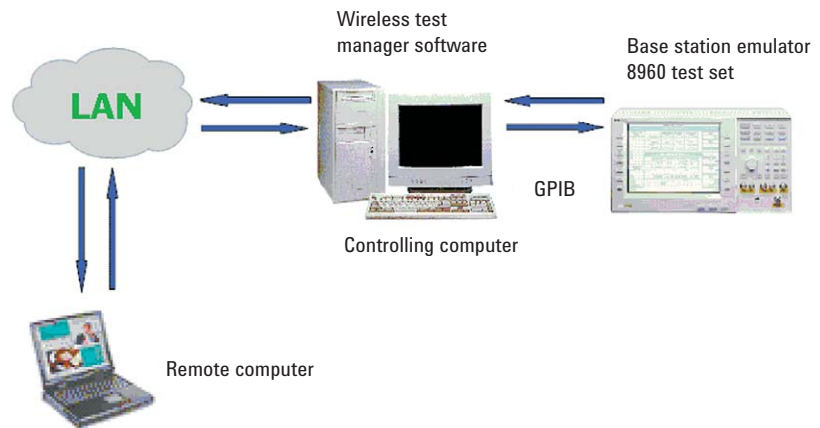 Wireless test
manager software
Base station emulator
8960 test set
LAN
GPIB
Controlling computer
Remote computer